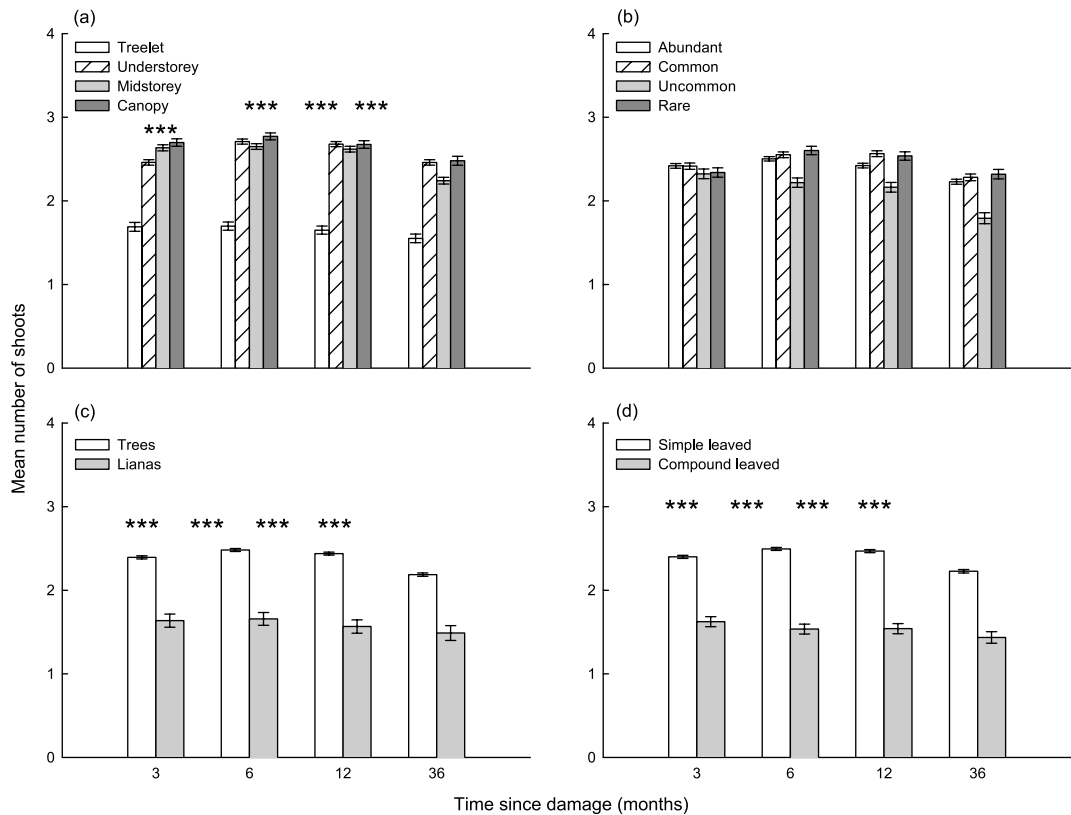 (a)
Treelet
Understorey
Midstorey
Canopy
*** *** *** ***
4
3
2
1
0
(b)
Abundant
Common
Uncommon
Rare
4
3
2
1
0
Mean number of shoots
(c)
Trees
Lianas
*** *** *** ***
4
3
2
1
0
3 6 12 36
(d)
Simple leaved
Compound leaved
*** *** *** ***
4
3
2
1
0
3 6 12 36
Time since damage (months)